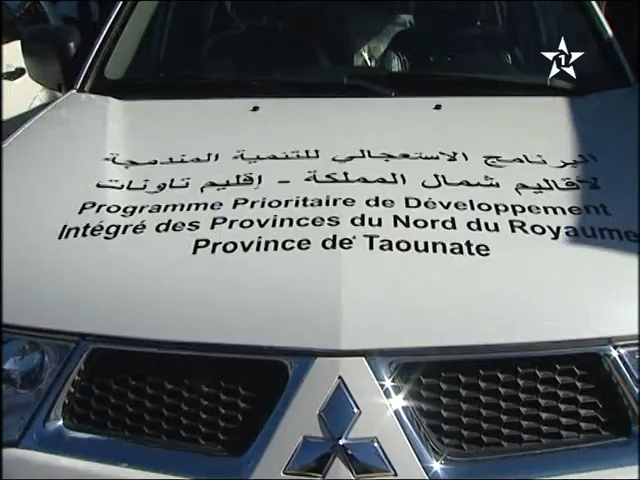 البرنامج الاستعجالي للتنمية المندمجة
لأقاليم شمال المملكة - إقليم تاونات
Programme Prioritaire de Développement
Intégré des Provinces du Nord du Royaume
Province de Taounate
1